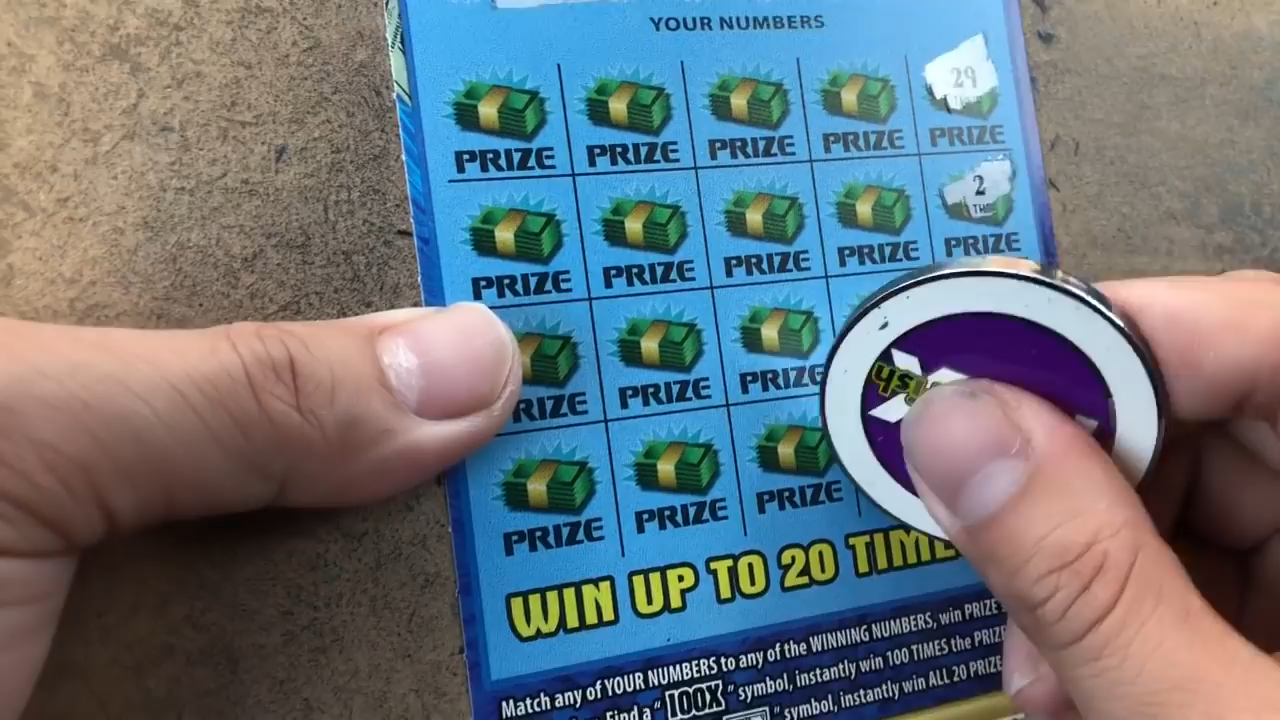 YOUR NUMBERS
29
PRIZE PRIZE PRIZE PRIZE PRIZE
2
PRIZE PRIZE PRIZE PRIZE PRIZE
RIZE PRIZE PRIZE
PRIZE PRIZE PRIZE
WIN UP TO 20 TIME
Match any of YOUR NUMBERS to any of the WINNING NUMBERS, win PRIZE
Find a "100X" symbol, instantly win 100 TIMES the PRIZE
" symbol, instantly win ALL 20 PRIZE